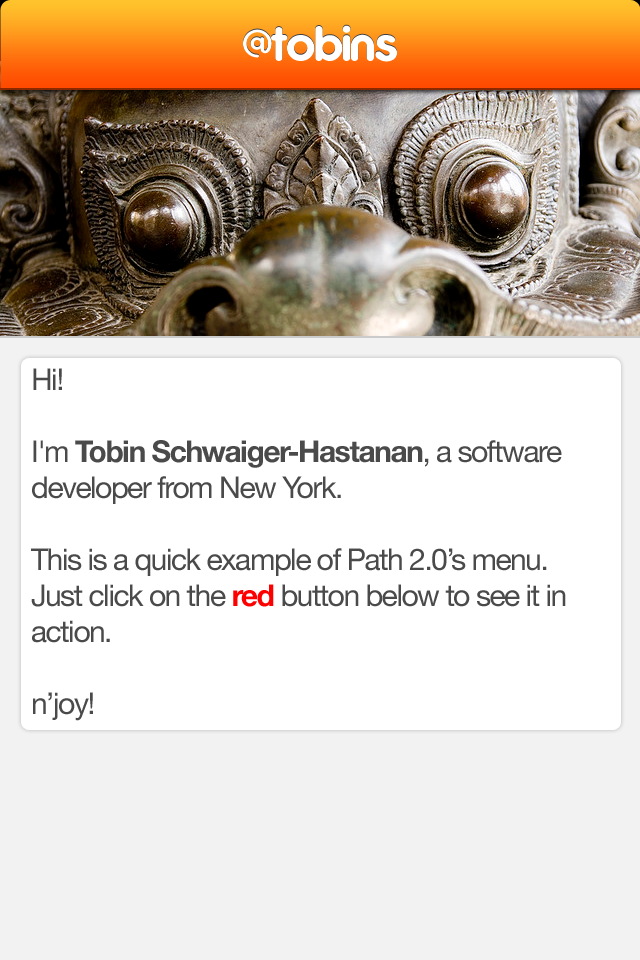 @tobins
Hi!
I'm Tobin Schwaiger-Hastanan, a software
developer from New York.
This is a quick example of Path 2.0’s menu.
Just click on the red button below to see it in
action.
n’joy!